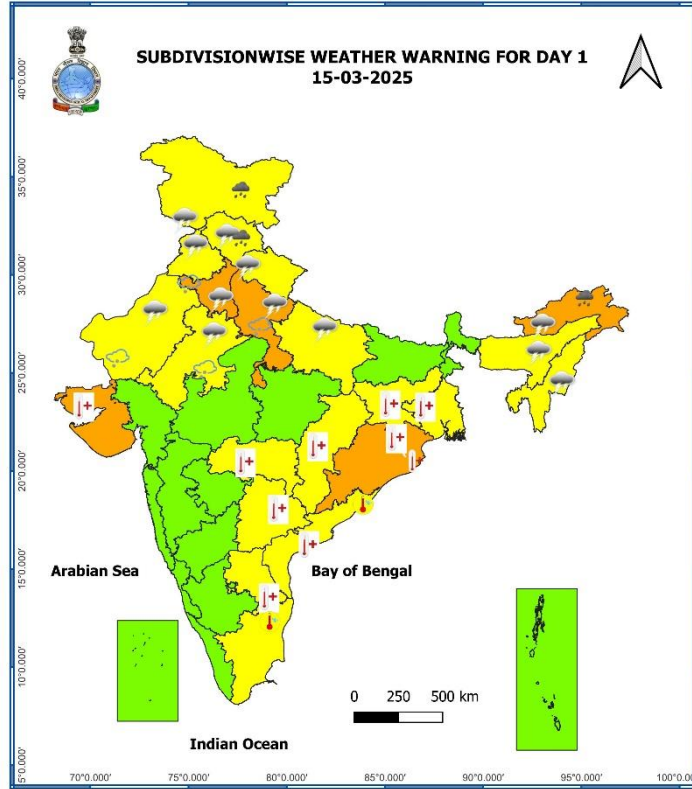 SUBDIVISIONWISE WEATHER WARNING FOR DAY 1
15-03-2025
40°0.000'
35°0.000'
30°0.000'
25°0.000'
20°0.000'
15°0.000'
10°0.000'
5°0.000'
Arabian Sea
Bay of Bengal
0 250 500 km
Indian Ocean
70°0.000' 75°0.000' 80°0.000' 85°0.000' 90°0.000' 95°0.000' 100°0.000